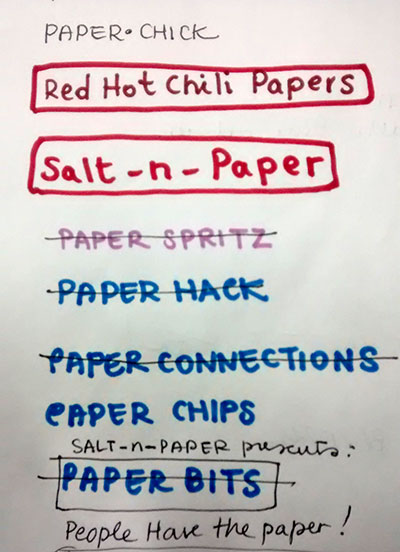 PAPER•CHICK
Red Hot Chili Papers
Salt-n-Paper
PAPER SPRITZ
PAPER HACK
PAPER CONNECTIONS
PAPER CHIPS
SALT-n-PAPER presents:
PAPER BITS
People Have the paper!